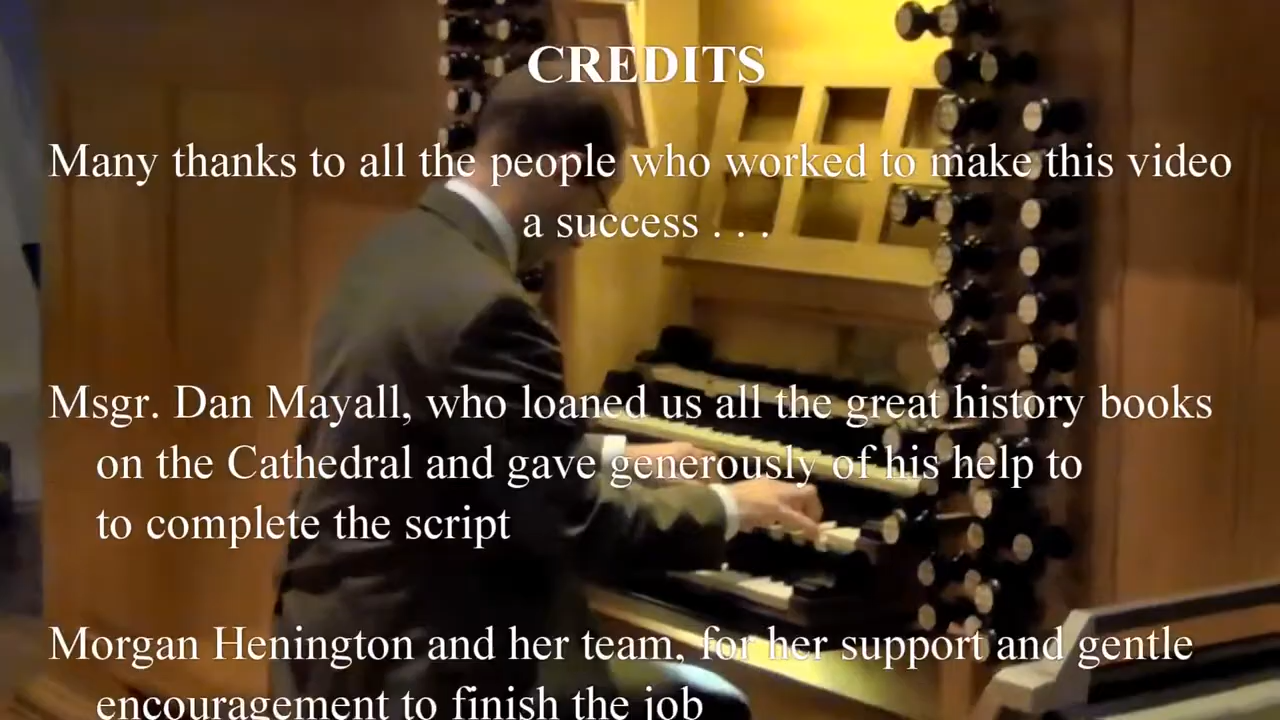 CREDITS
Many thanks to all the people who worked to make this video
a success . . .
Msgr. Dan Mayall, who loaned us all the great history books
on the Cathedral and gave generously of his help to
to complete the script
Morgan Henington and her team, for her support and gentle
encouragement to finish the job